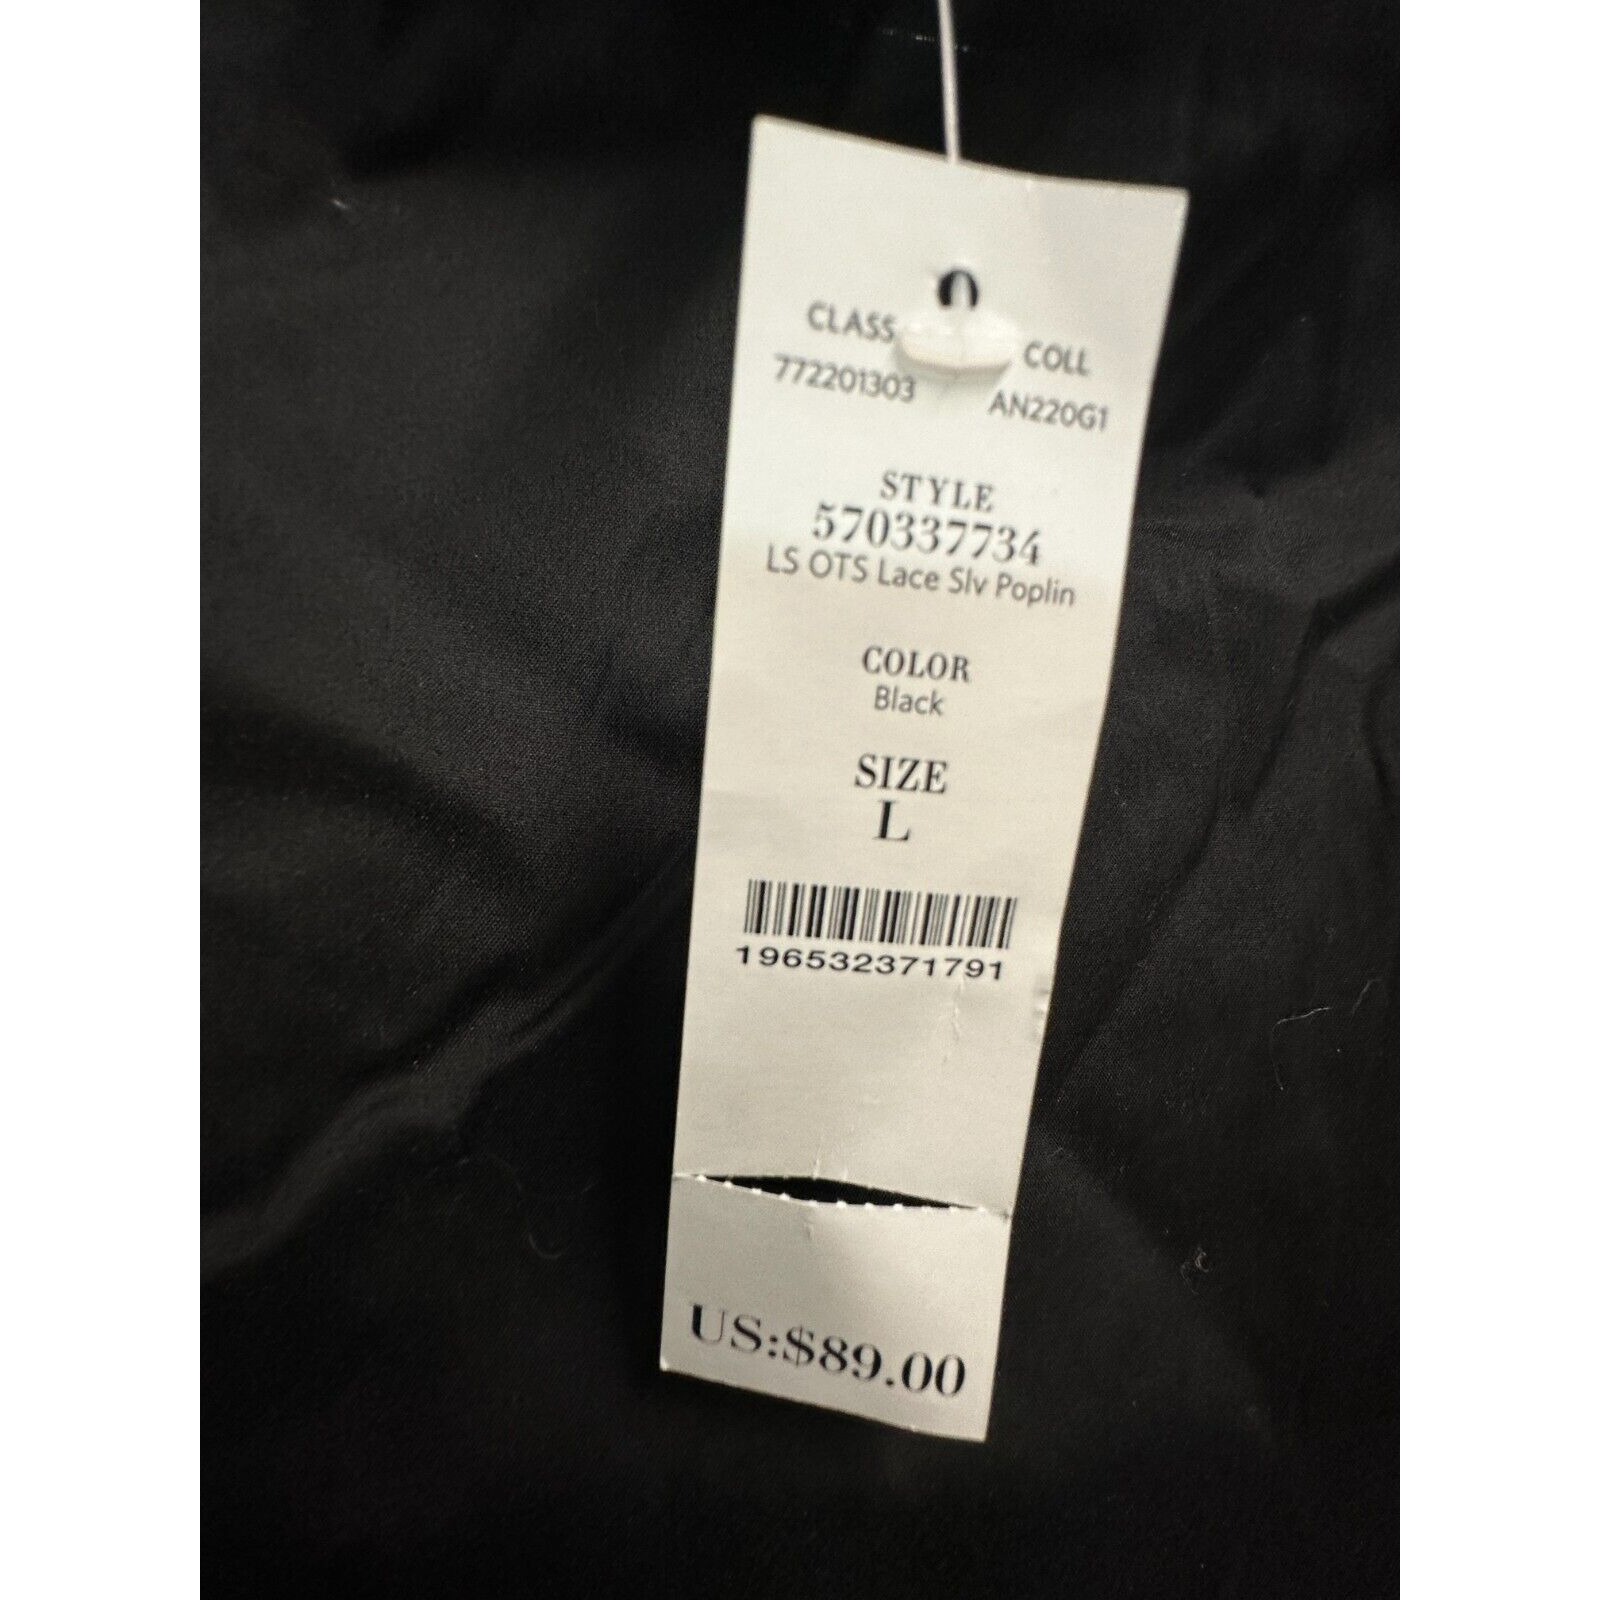 CLASS COLL
772201303 AN220G1
STYLE
570337734
LS OTS Lace Slv Poplin
COLOR
Black
SIZE
L
196532371791
US:$89.00